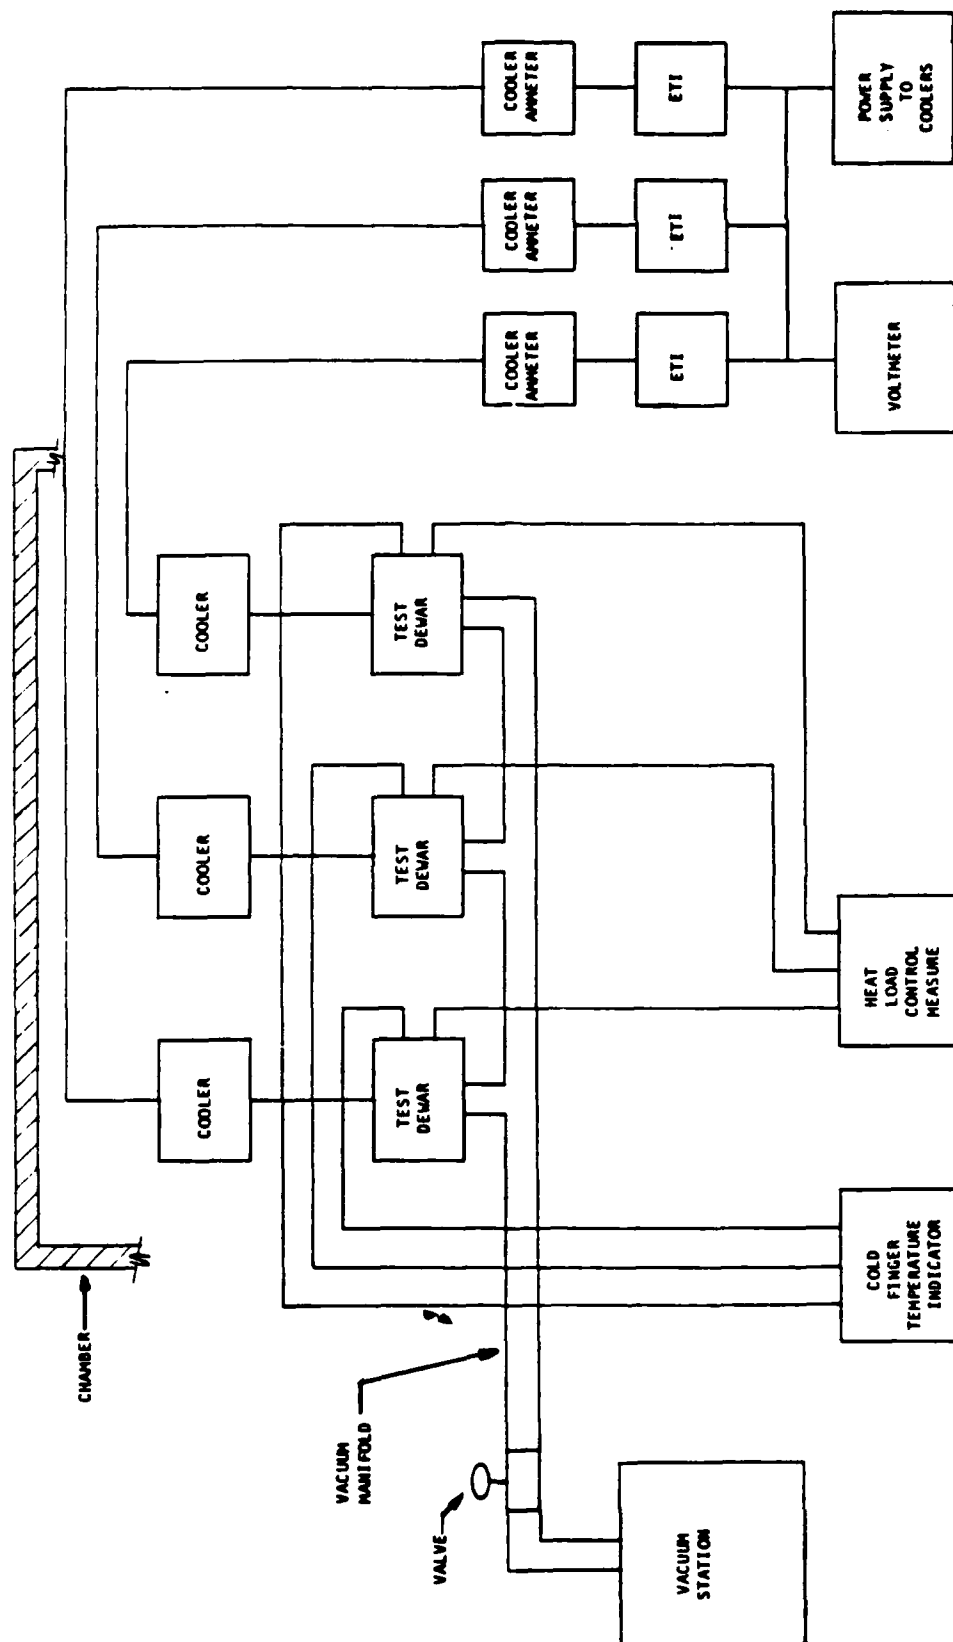 CHAMBER
COOLER
COOLER
COOLER
TEST
DEWAR
TEST
DEWAR
TEST
DEWAR
COOLER
AMMETER
COOLER
AMMETER
COOLER
AMMETER
ETI
ETI
ETI
VACUUM
MANIFOLD
VALVE
VACUUM
STATION
COLD
FINGER
TEMPERATURE
INDICATOR
HEAT
LOAD
CONTROL
MEASURE
VOLTMETER
POWER
SUPPLY
TO
COOLERS